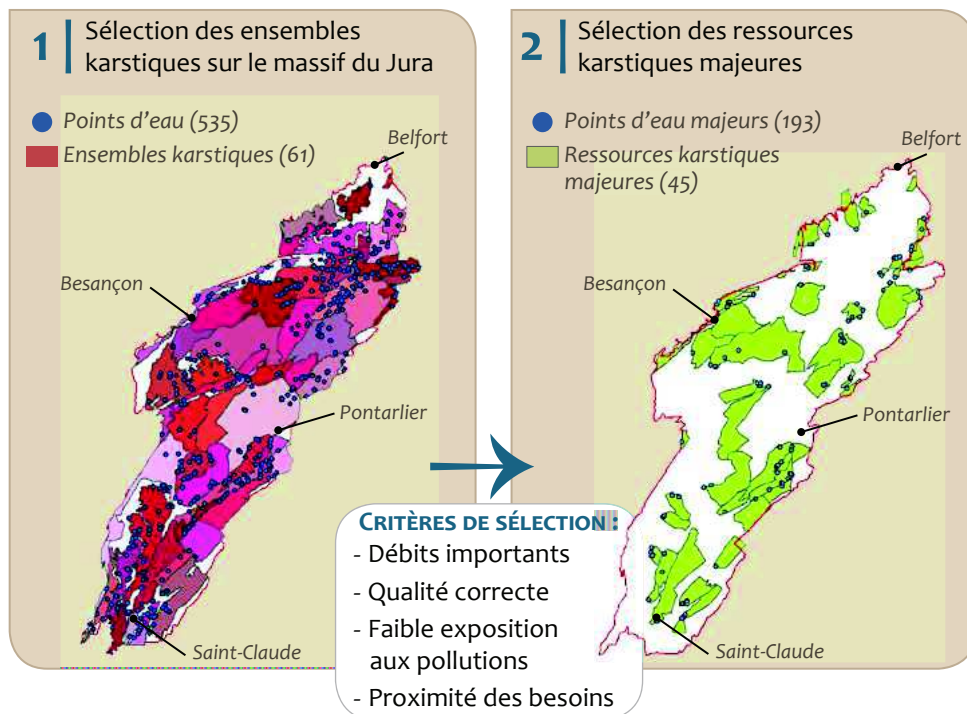 1
Sélection des ensembles
karstiques sur le massif du Jura
Points d'eau (535)
Ensembles karstiques (61)
Belfort
Besançon
Pontarlier
Saint-Claude
2
Sélection des ressources
karstiques majeures
Points d'eau majeurs (193)
Ressources karstiques
majeures (45)
Belfort
Besançon
Pontarlier
Saint-Claude
CRITÈRES DE SÉLECTION :
- Débits importants
- Qualité correcte
- Faible exposition
aux pollutions
- Proximité des besoins